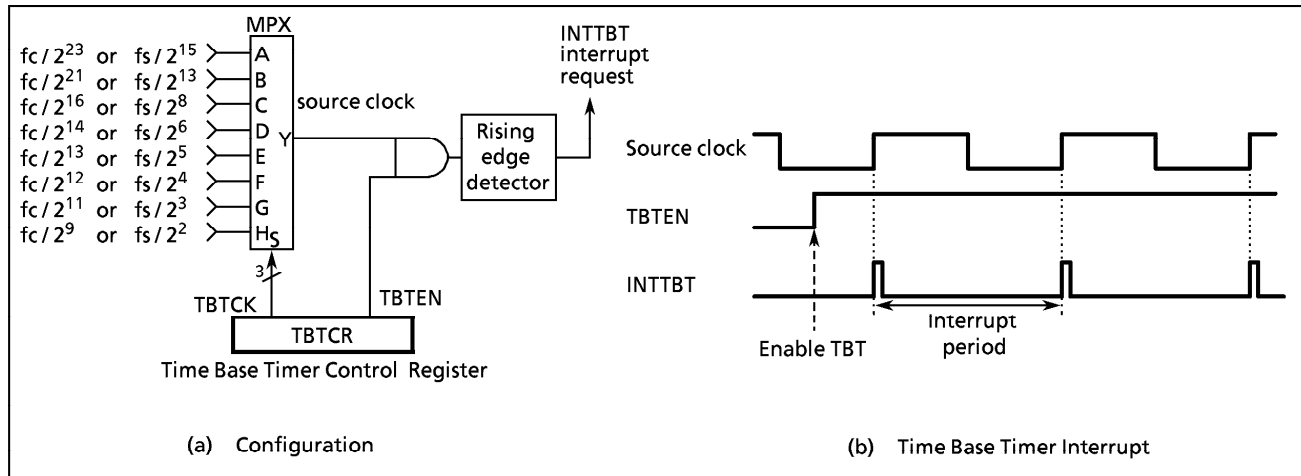 MPX
fc/2²³ or fs/2¹⁵ A
fc/2²¹ or fs/2¹³ B
fc/2¹⁶ or fs/2⁸ C
fc/2¹⁴ or fs/2⁶ D
fc/2¹³ or fs/2⁵ E
fc/2¹² or fs/2⁴ F
fc/2¹¹ or fs/2³ G
fc/2⁹ or fs/2² H
S
Y
source clock
3
TBTCK
TBTEN
TBTCR
Time Base Timer Control Register
Rising
edge
detector
INTTBT
interrupt
request
(a) Configuration
Source clock
TBTEN
INTTBT
Enable TBT
Interrupt
period
(b) Time Base Timer Interrupt